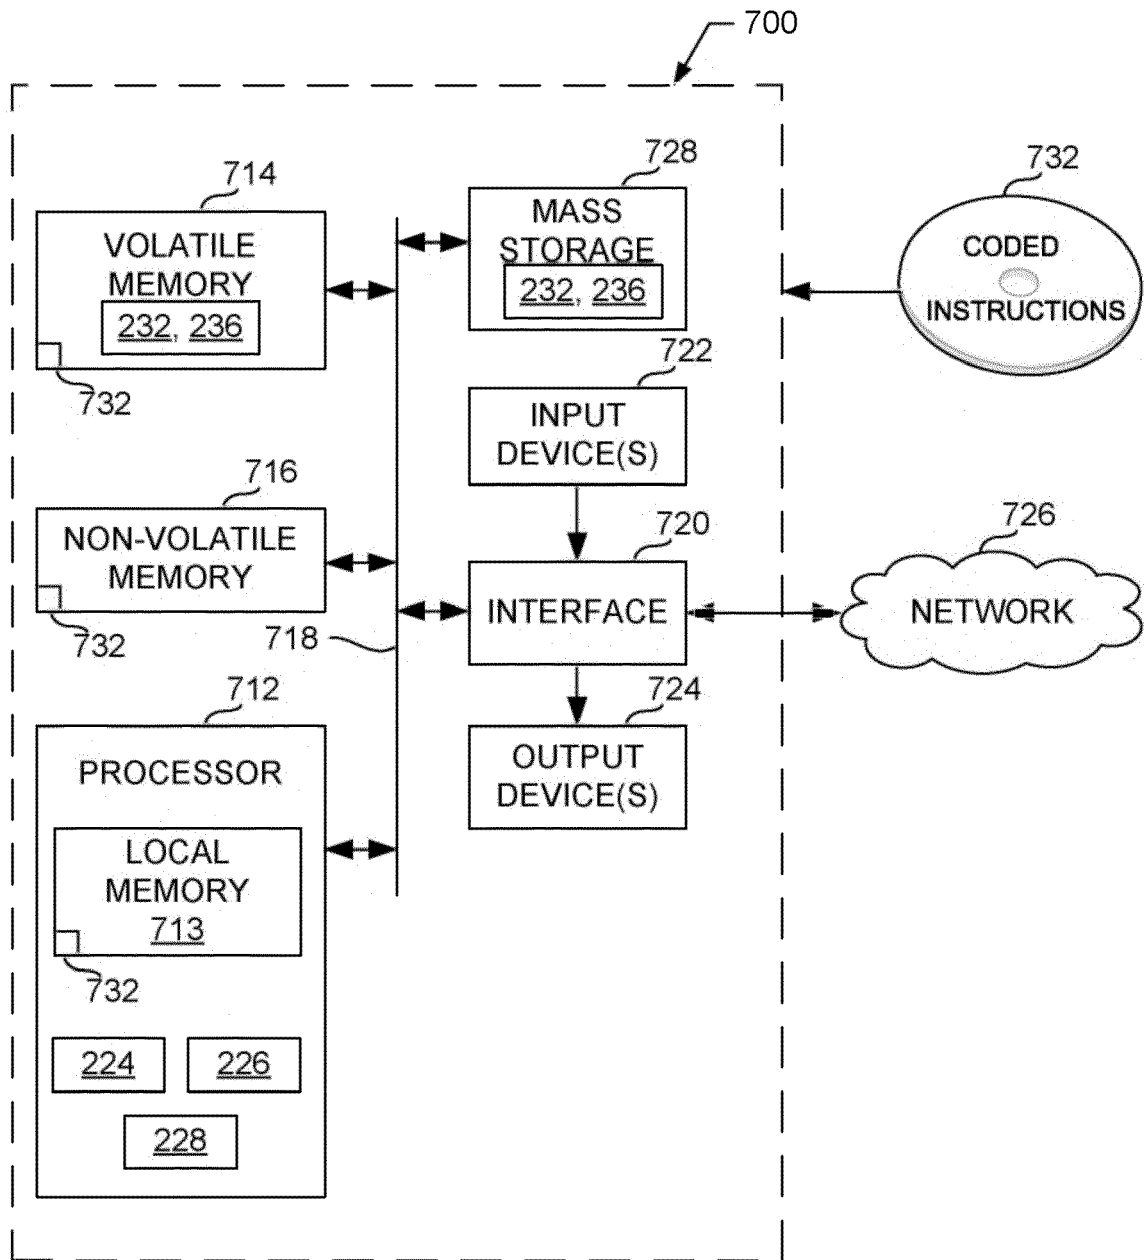 700
714
VOLATILE
MEMORY
232, 236
732
728
MASS
STORAGE
232, 236
732
CODED
INSTRUCTIONS
722
INPUT
DEVICE(S)
716
NON-VOLATILE
MEMORY
732
718
720
INTERFACE
726
NETWORK
724
OUTPUT
DEVICE(S)
712
PROCESSOR
LOCAL
MEMORY
713
732
224
226
228